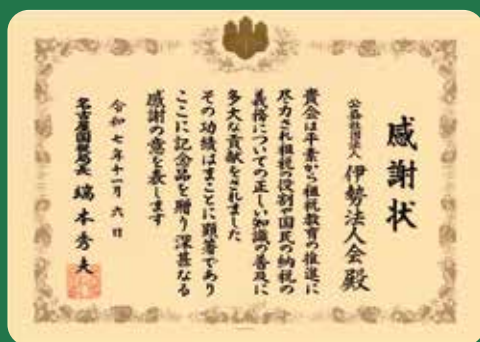 感謝状
公益社団法人 伊勢法人会殿
貴会は平素から租税教育の推進に
尽力され租税の役割や国民の納税の
義務についての正しい知識の普及に
多大な貢献をされました
その功績はまことに顕著であり
ここに記念品を贈り深甚なる
感謝の意を表します
令和七年十一月六日
名古屋国税局長 端本秀夫